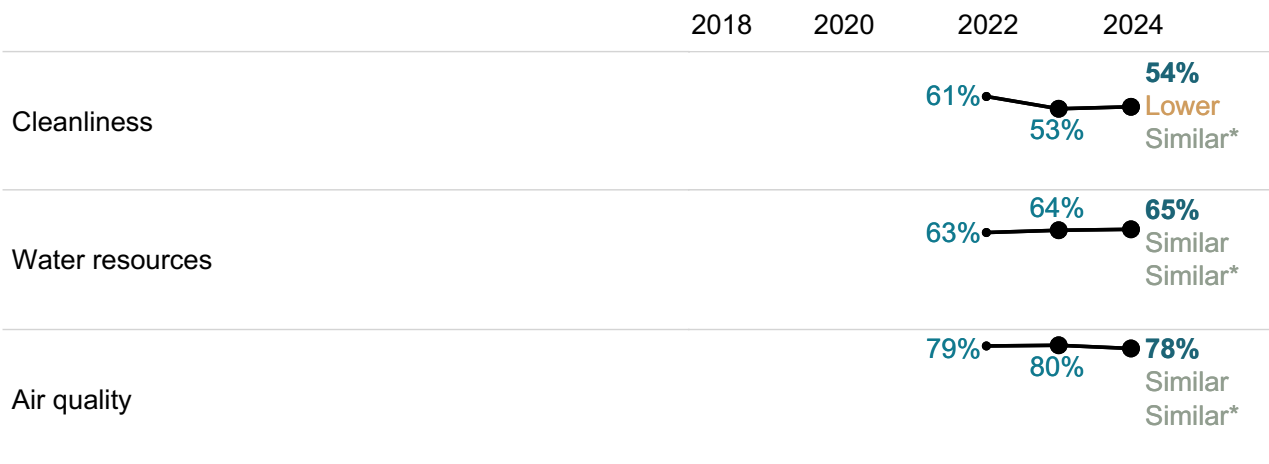 2018 2020 2022 2024
Cleanliness
61%
53%
54%
Lower
Similar*
Water resources
63%
64%
65%
Similar
Similar*
Air quality
79%
80%
78%
Similar
Similar*